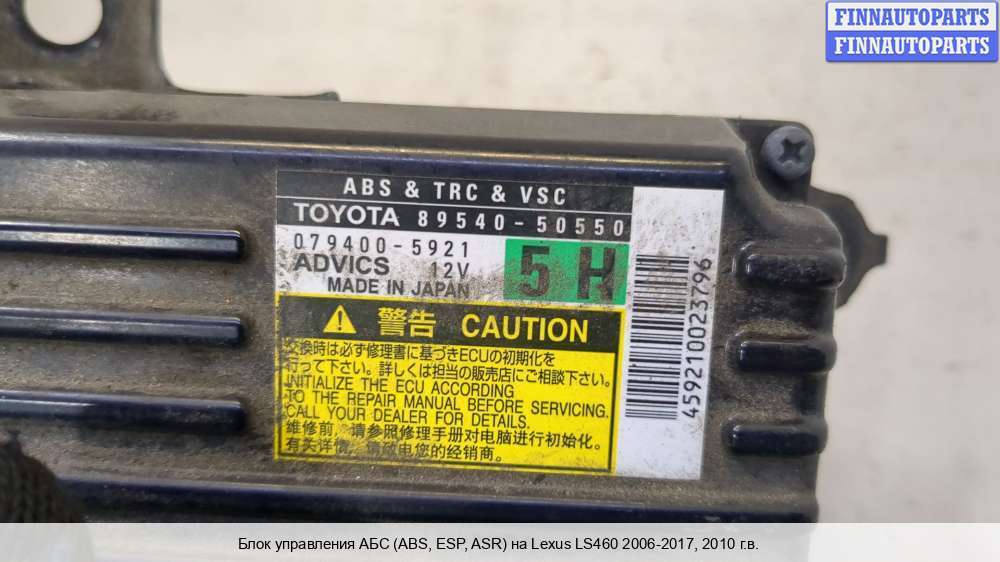 FINNAUTOPARTS
FINNAUTOPARTS
ABS & TRC & VSC
TOYOTA 89540-50550
079400-5921
ADVICS 12V
MADE IN JAPAN
5H
459210023796
警告 CAUTION
交換時は必ず修理書に基づきECUの初期化を
行って下さい。詳しくは担当の販売店にご相談下さい。
INITIALIZE THE ECU ACCORDING
TO THE REPAIR MANUAL BEFORE SERVICING.
CALL YOUR DEALER FOR DETAILS.
维修前，请参照修理手册对电脑进行初始化。
有关详情，请致电您的经销商。
Блок управления АБС (ABS, ESP, ASR) на Lexus LS460 2006-2017, 2010 г.в.